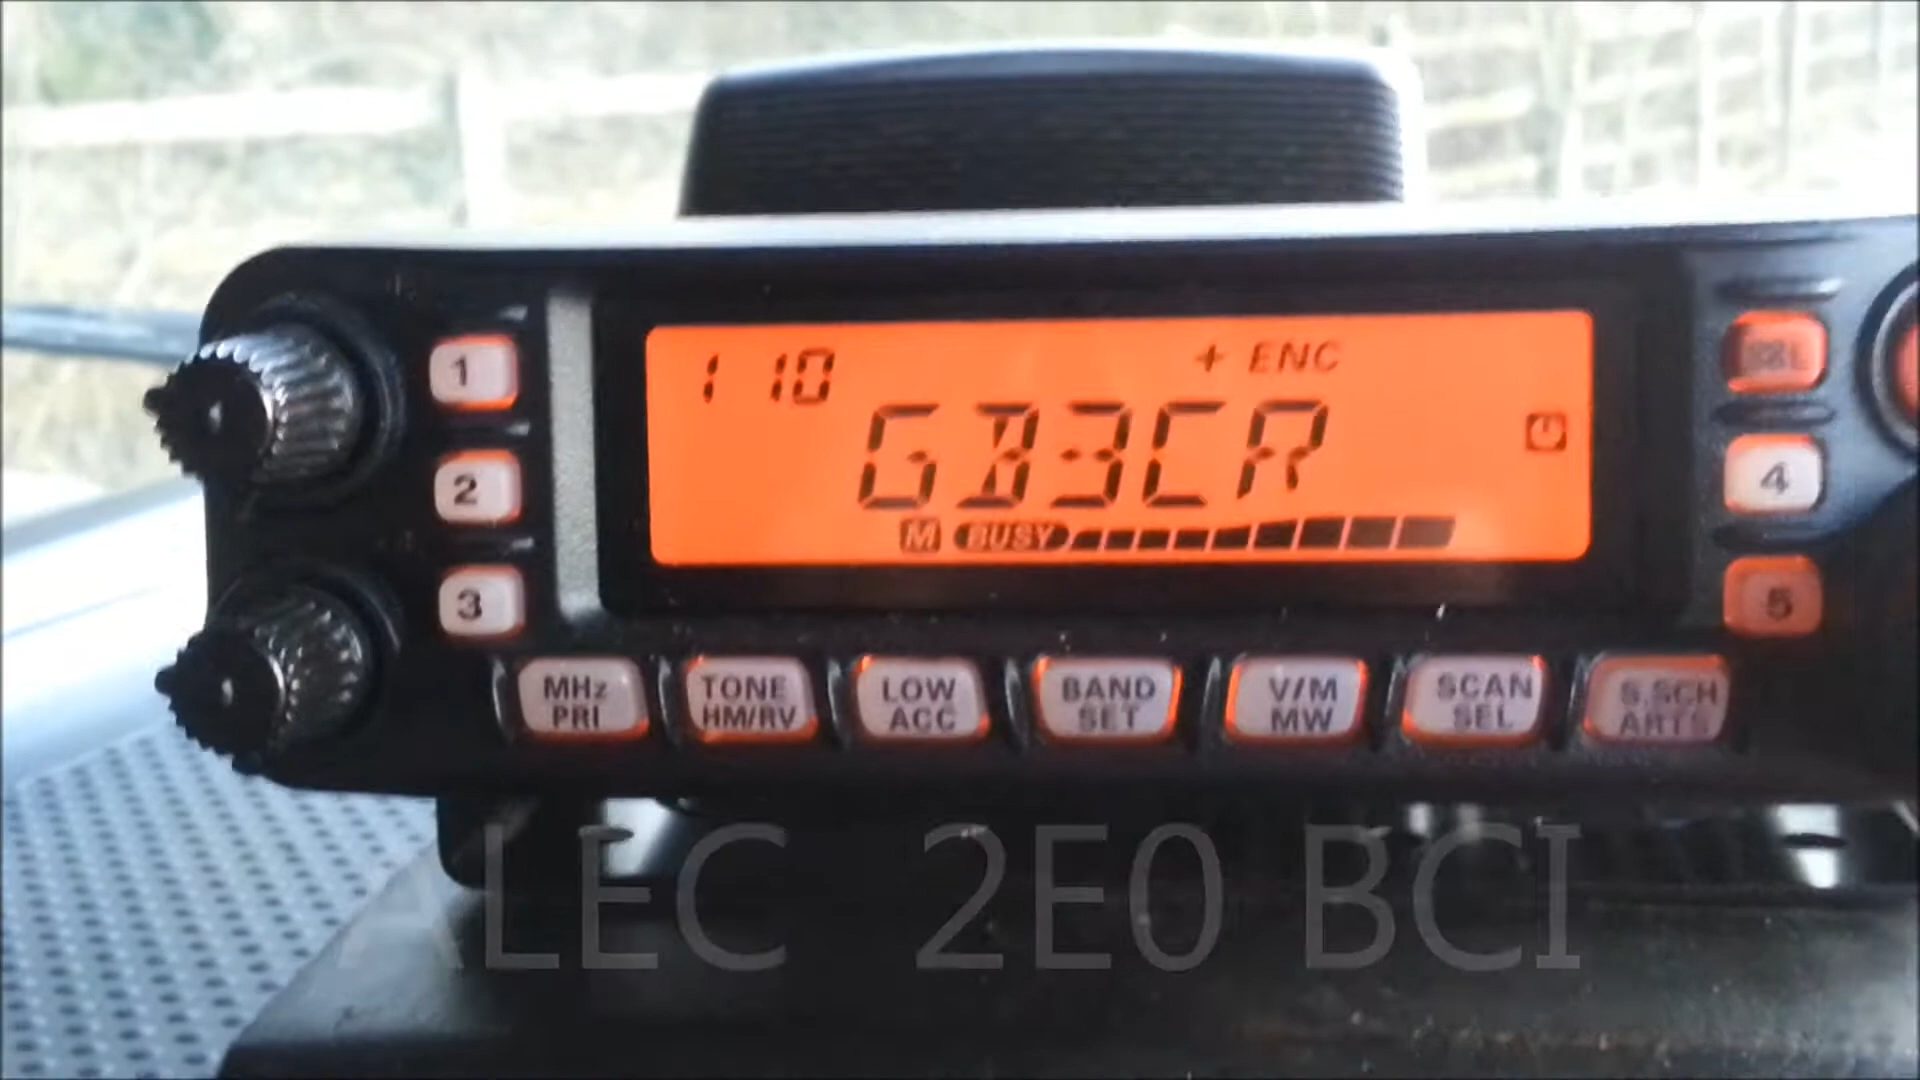 1 10 + ENC
GB3CR
M BUSY
1
2
3
SEL
4
5
MHz
PRI
TONE
HM/RV
LOW
ACC
BAND
SET
V/M
MW
SCAN
SEL
S.SCH
ARTS
ALEC 2E0 BCI